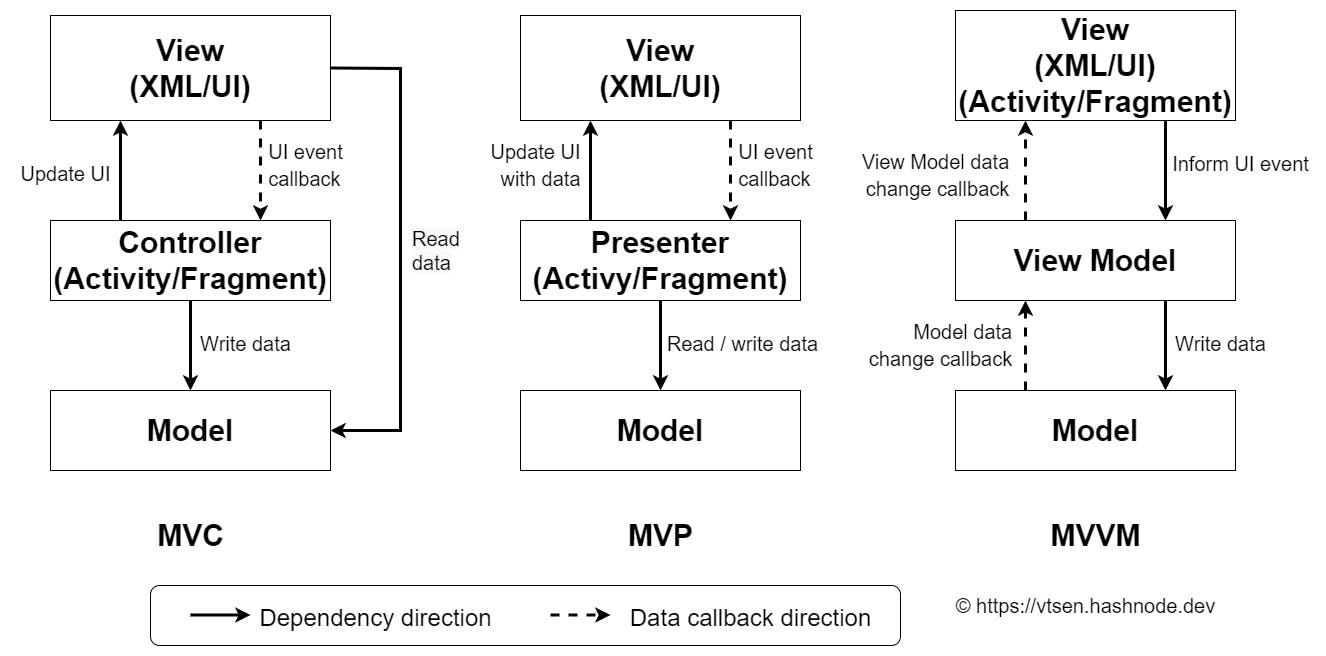 View
(XML/UI)
Update UI
UI event
callback
Read
data
Controller
(Activity/Fragment)
Write data
Model
MVC
View
(XML/UI)
Update UI
with data
UI event
callback
Presenter
(Activy/Fragment)
Read / write data
Model
MVP
View
(XML/UI)
(Activity/Fragment)
View Model data
change callback
Inform UI event
View Model
Model data
change callback
Write data
Model
MVVM
Dependency direction
Data callback direction
© https://vtsen.hashnode.dev